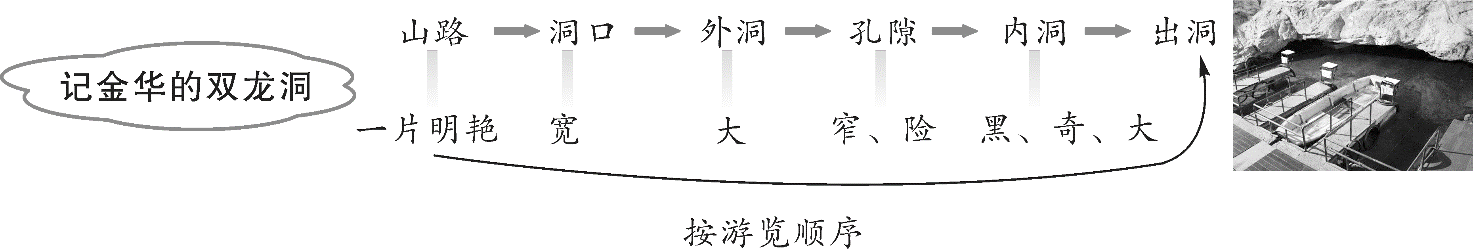 山路 洞口 外洞 孔隙 内洞 出洞
记金华的双龙洞
一片明艳 宽 大 窄、险 黑、奇、大
按游览顺序